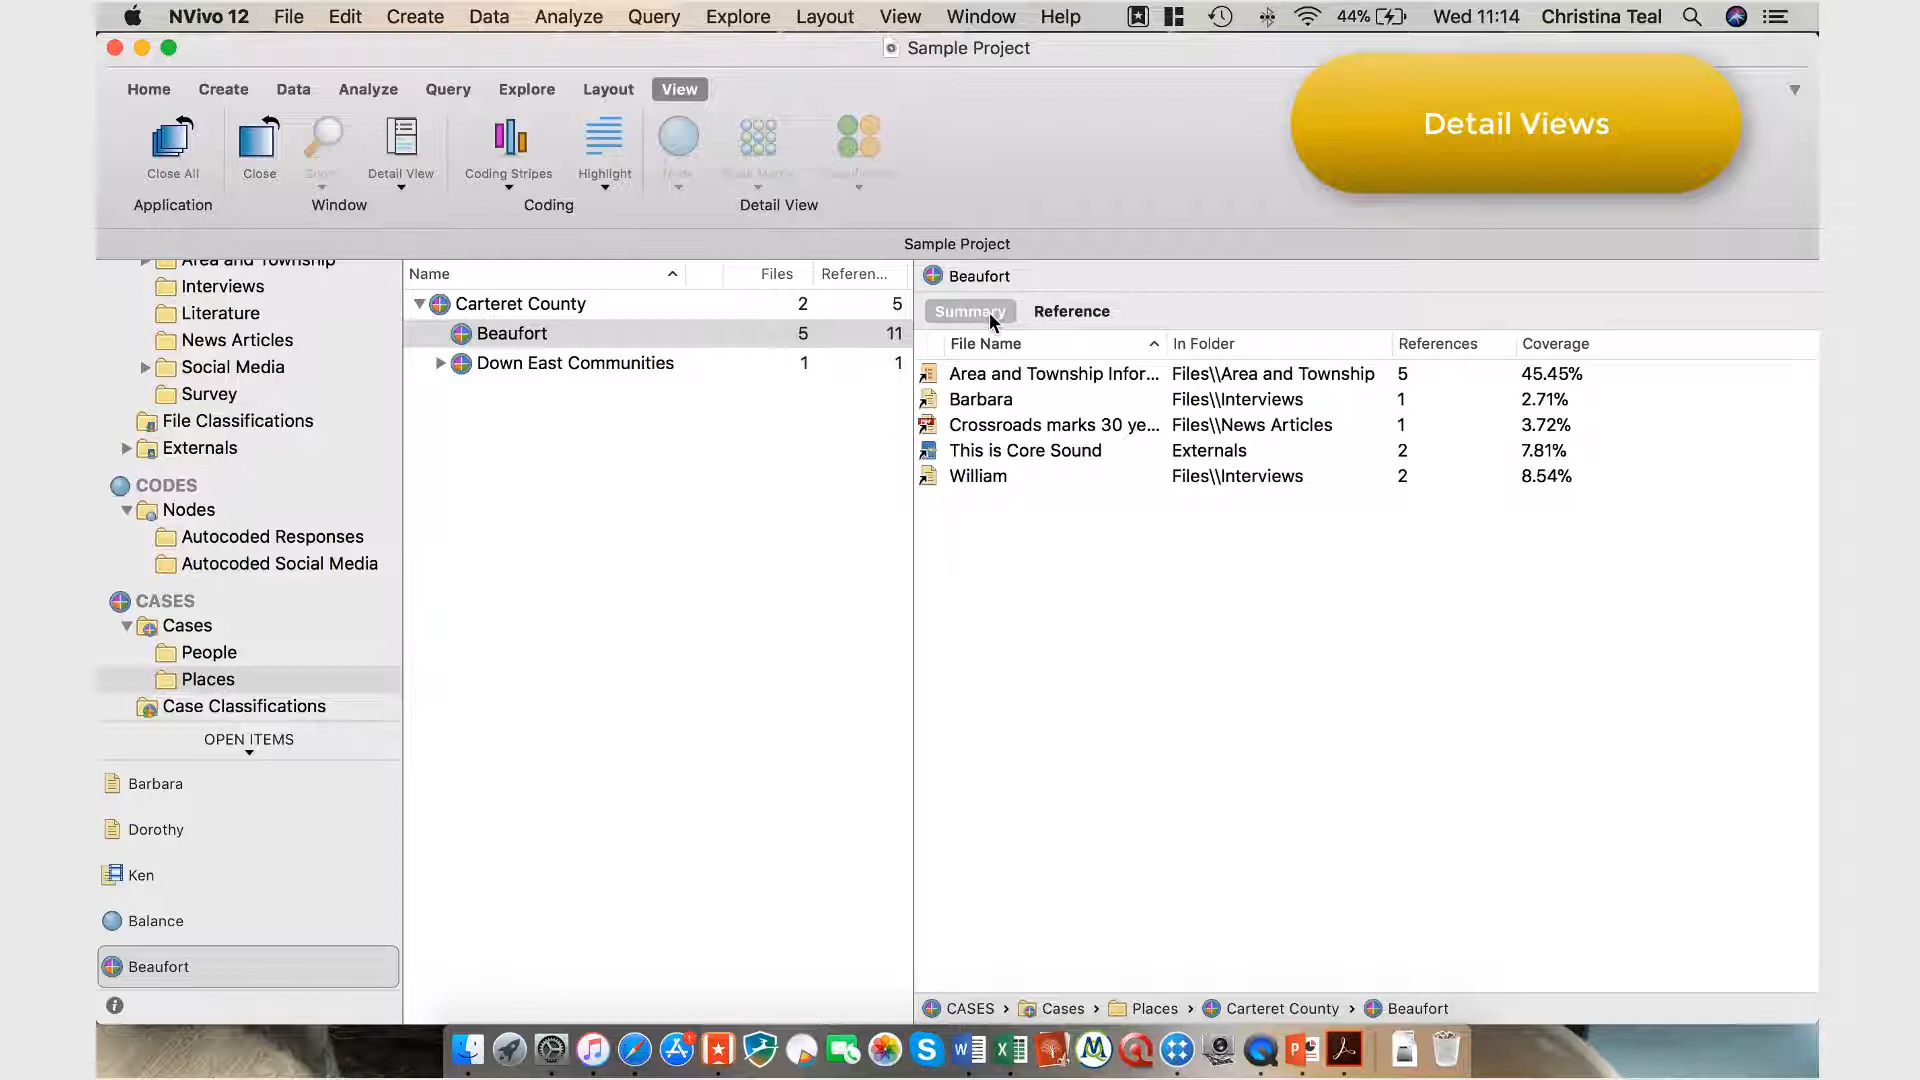 NVivo 12 File Edit Create Data Analyze Query Explore Layout View Window Help 44% Wed 11:14 Christina Teal
Sample Project
Home Create Data Analyze Query Explore Layout View
Detail Views
Close All Close Detail View Coding Stripes Highlight
Application Window Coding Detail View
Sample Project
Area and Township
Interviews
Literature
News Articles
Social Media
Survey
File Classifications
Externals
CODES
Nodes
Autocoded Responses
Autocoded Social Media
CASES
Cases
People
Places
Case Classifications
OPEN ITEMS
Barbara
Dorothy
Ken
Balance
Beaufort
Name Files Referen...
Carteret County 2 5
Beaufort 5 11
Down East Communities 1 1
Beaufort
Summary Reference
File Name In Folder References Coverage
Area and Township Infor... Files\\Area and Township 5 45.45%
Barbara Files\\Interviews 1 2.71%
Crossroads marks 30 ye... Files\\News Articles 1 3.72%
This is Core Sound Externals 2 7.81%
William Files\\Interviews 2 8.54%
CASES > Cases > Places > Carteret County > Beaufort